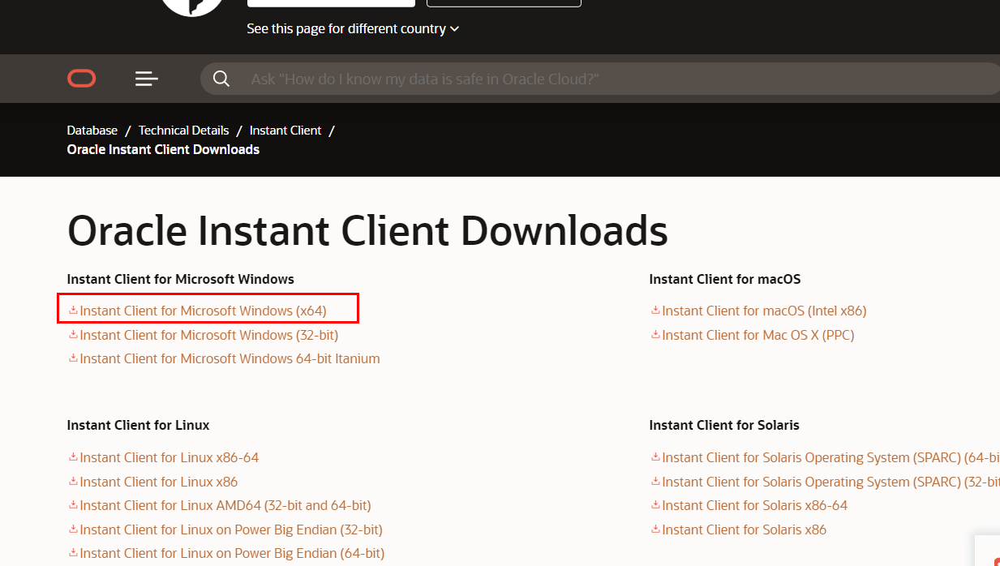 See this page for different country
Ask "How do I know my data is safe in Oracle Cloud?"
Database / Technical Details / Instant Client /
Oracle Instant Client Downloads
Oracle Instant Client Downloads
Instant Client for Microsoft Windows
Instant Client for Microsoft Windows (x64)
Instant Client for Microsoft Windows (32-bit)
Instant Client for Microsoft Windows 64-bit Itanium
Instant Client for macOS
Instant Client for macOS (Intel x86)
Instant Client for Mac OS X (PPC)
Instant Client for Linux
Instant Client for Linux x86-64
Instant Client for Linux x86
Instant Client for Linux AMD64 (32-bit and 64-bit)
Instant Client for Linux on Power Big Endian (32-bit)
Instant Client for Linux on Power Big Endian (64-bit)
Instant Client for Solaris
Instant Client for Solaris Operating System (SPARC) (64-bi
Instant Client for Solaris Operating System (SPARC) (32-bit
Instant Client for Solaris x86-64
Instant Client for Solaris x86